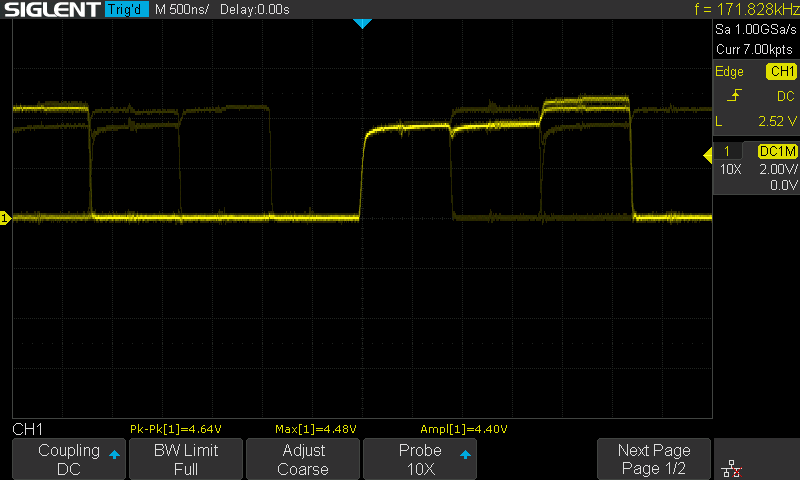 SIGLENT Trig'd M 500ns/ Delay:0.00s f = 171.828kHz
Sa 1.00GSa/s
Curr 7.00kpts
Edge CH1
DC
L 2.52 V
1 DC1M
10X 2.00V/
0.0V
1
CH1 Pk-Pk[1]=4.64V Max[1]=4.48V Ampl[1]=4.40V
Coupling BW Limit Adjust Probe Next Page
DC Full Coarse 10X Page 1/2